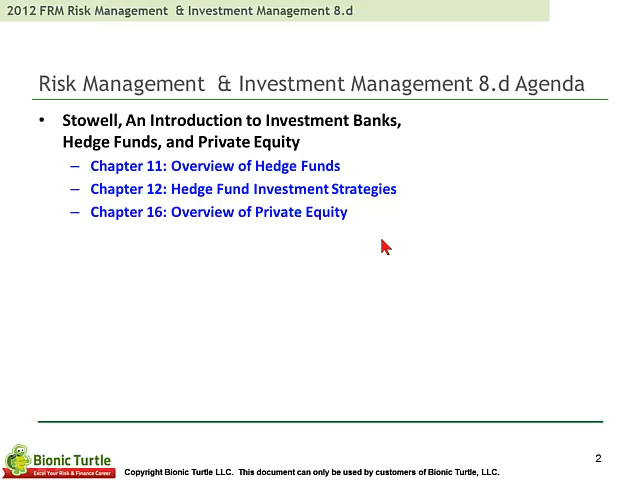 2012 FRM Risk Management & Investment Management 8.d
Risk Management & Investment Management 8.d Agenda
• Stowell, An Introduction to Investment Banks,
Hedge Funds, and Private Equity
– Chapter 11: Overview of Hedge Funds
– Chapter 12: Hedge Fund Investment Strategies
– Chapter 16: Overview of Private Equity
2
Bionic Turtle
Excel Your Risk & Finance Career
Copyright Bionic Turtle LLC. This document can only be used by customers of Bionic Turtle, LLC.